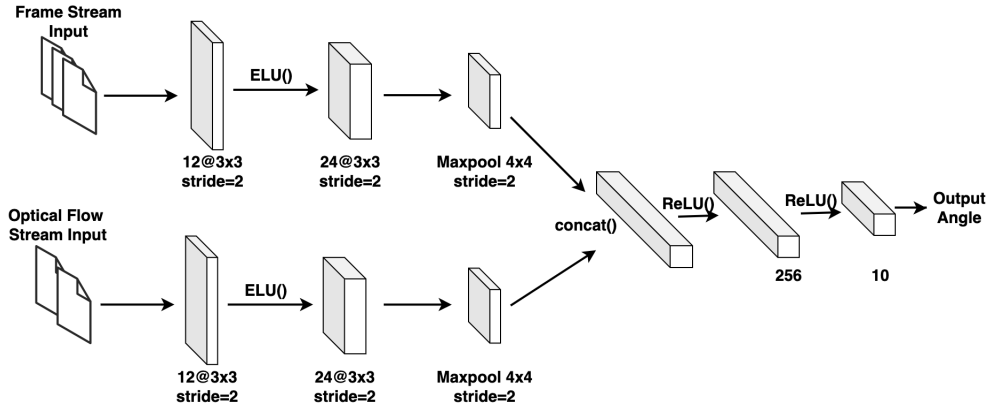 Frame Stream
Input
ELU()
12@3x3
stride=2
24@3x3
stride=2
Maxpool 4x4
stride=2
Optical Flow
Stream Input
ELU()
12@3x3
stride=2
24@3x3
stride=2
Maxpool 4x4
stride=2
concat()
ReLU()
256
ReLU()
10
Output
Angle